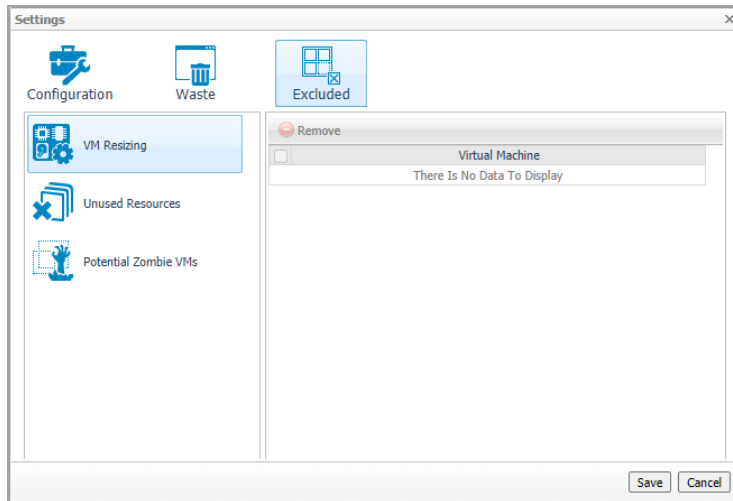 Settings
Configuration
Waste
Excluded
VM Resizing
Unused Resources
Potential Zombie VMs
Remove
Virtual Machine
There Is No Data To Display
Save
Cancel